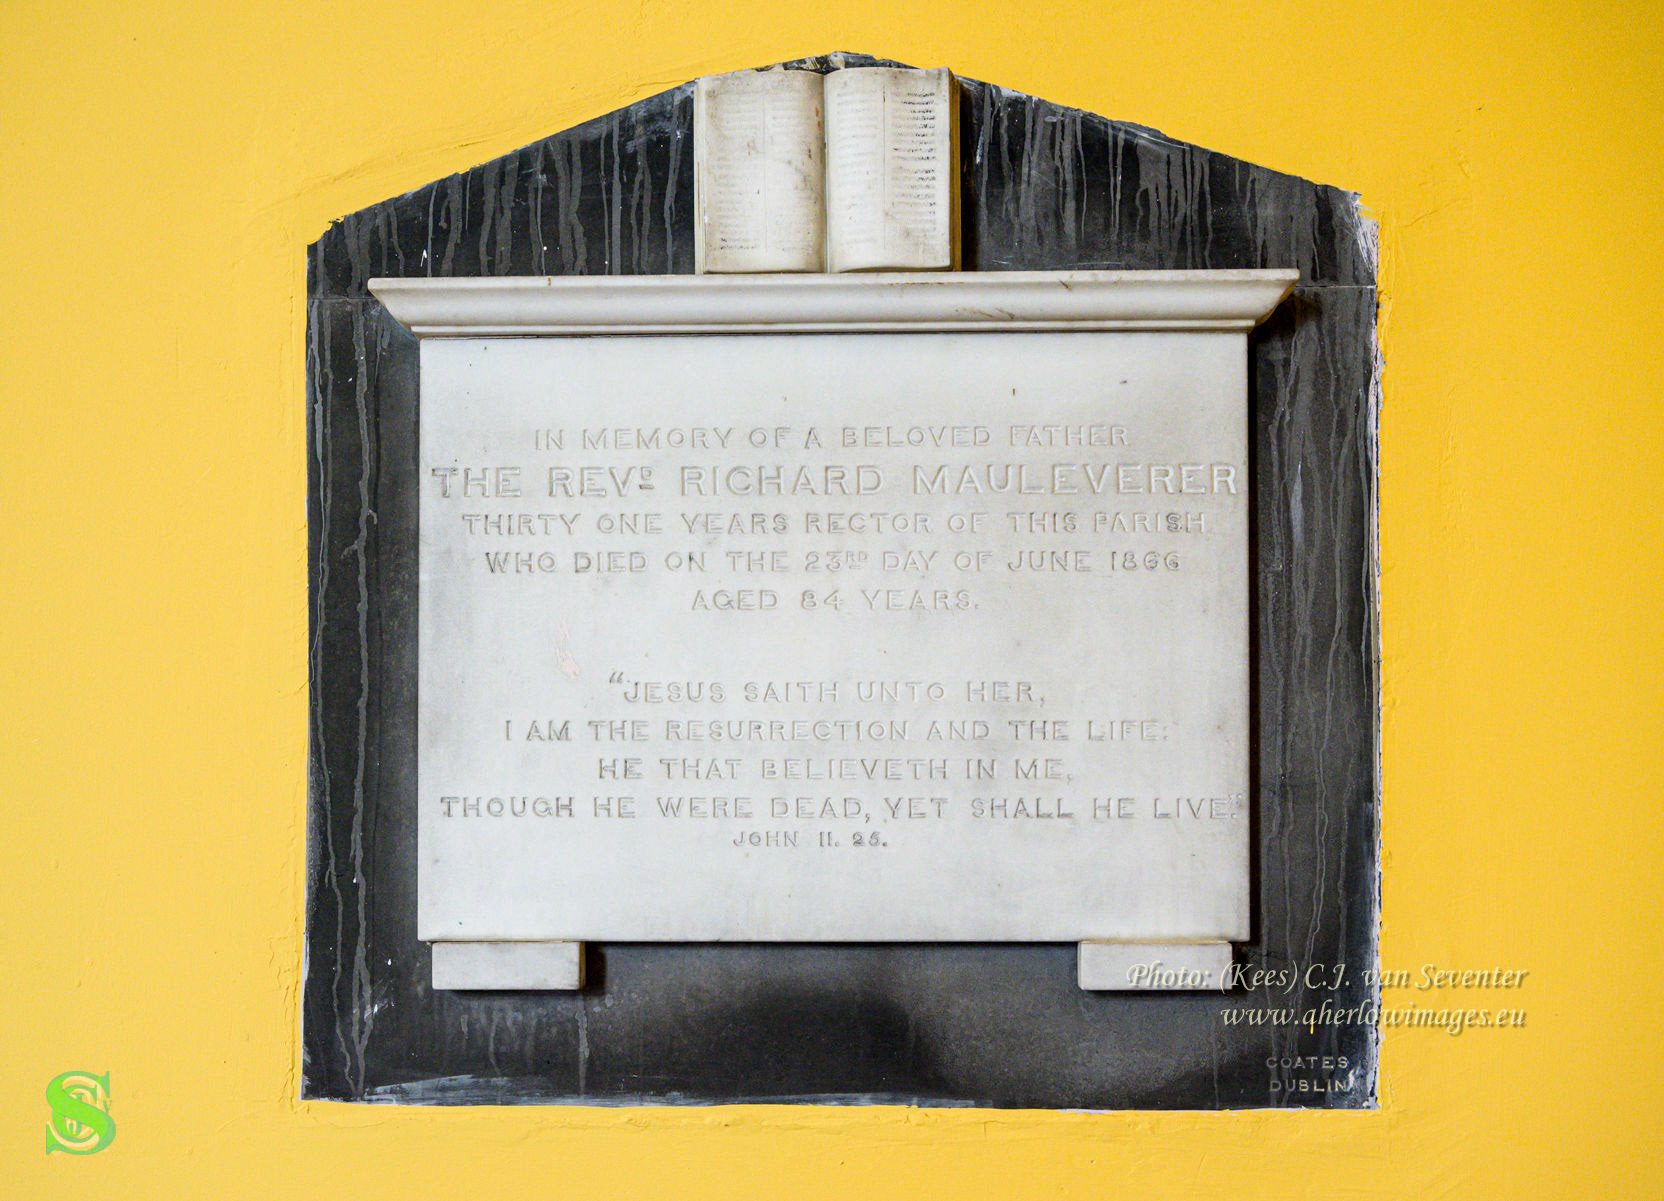 IN MEMORY OF A BELOVED FATHER
THE REVᴰ RICHARD MAULEVERER
THIRTY ONE YEARS RECTOR OF THIS PARISH
WHO DIED ON THE 23ᴿᴰ DAY OF JUNE 1866
AGED 84 YEARS.
“JESUS SAITH UNTO HER,
I AM THE RESURRECTION AND THE LIFE:
HE THAT BELIEVETH IN ME,
THOUGH HE WERE DEAD, YET SHALL HE LIVE.”
JOHN 11. 25.
Photo: (Kees) C.J. van Seventer
www.aherlowimages.eu
COATES
DUBLIN